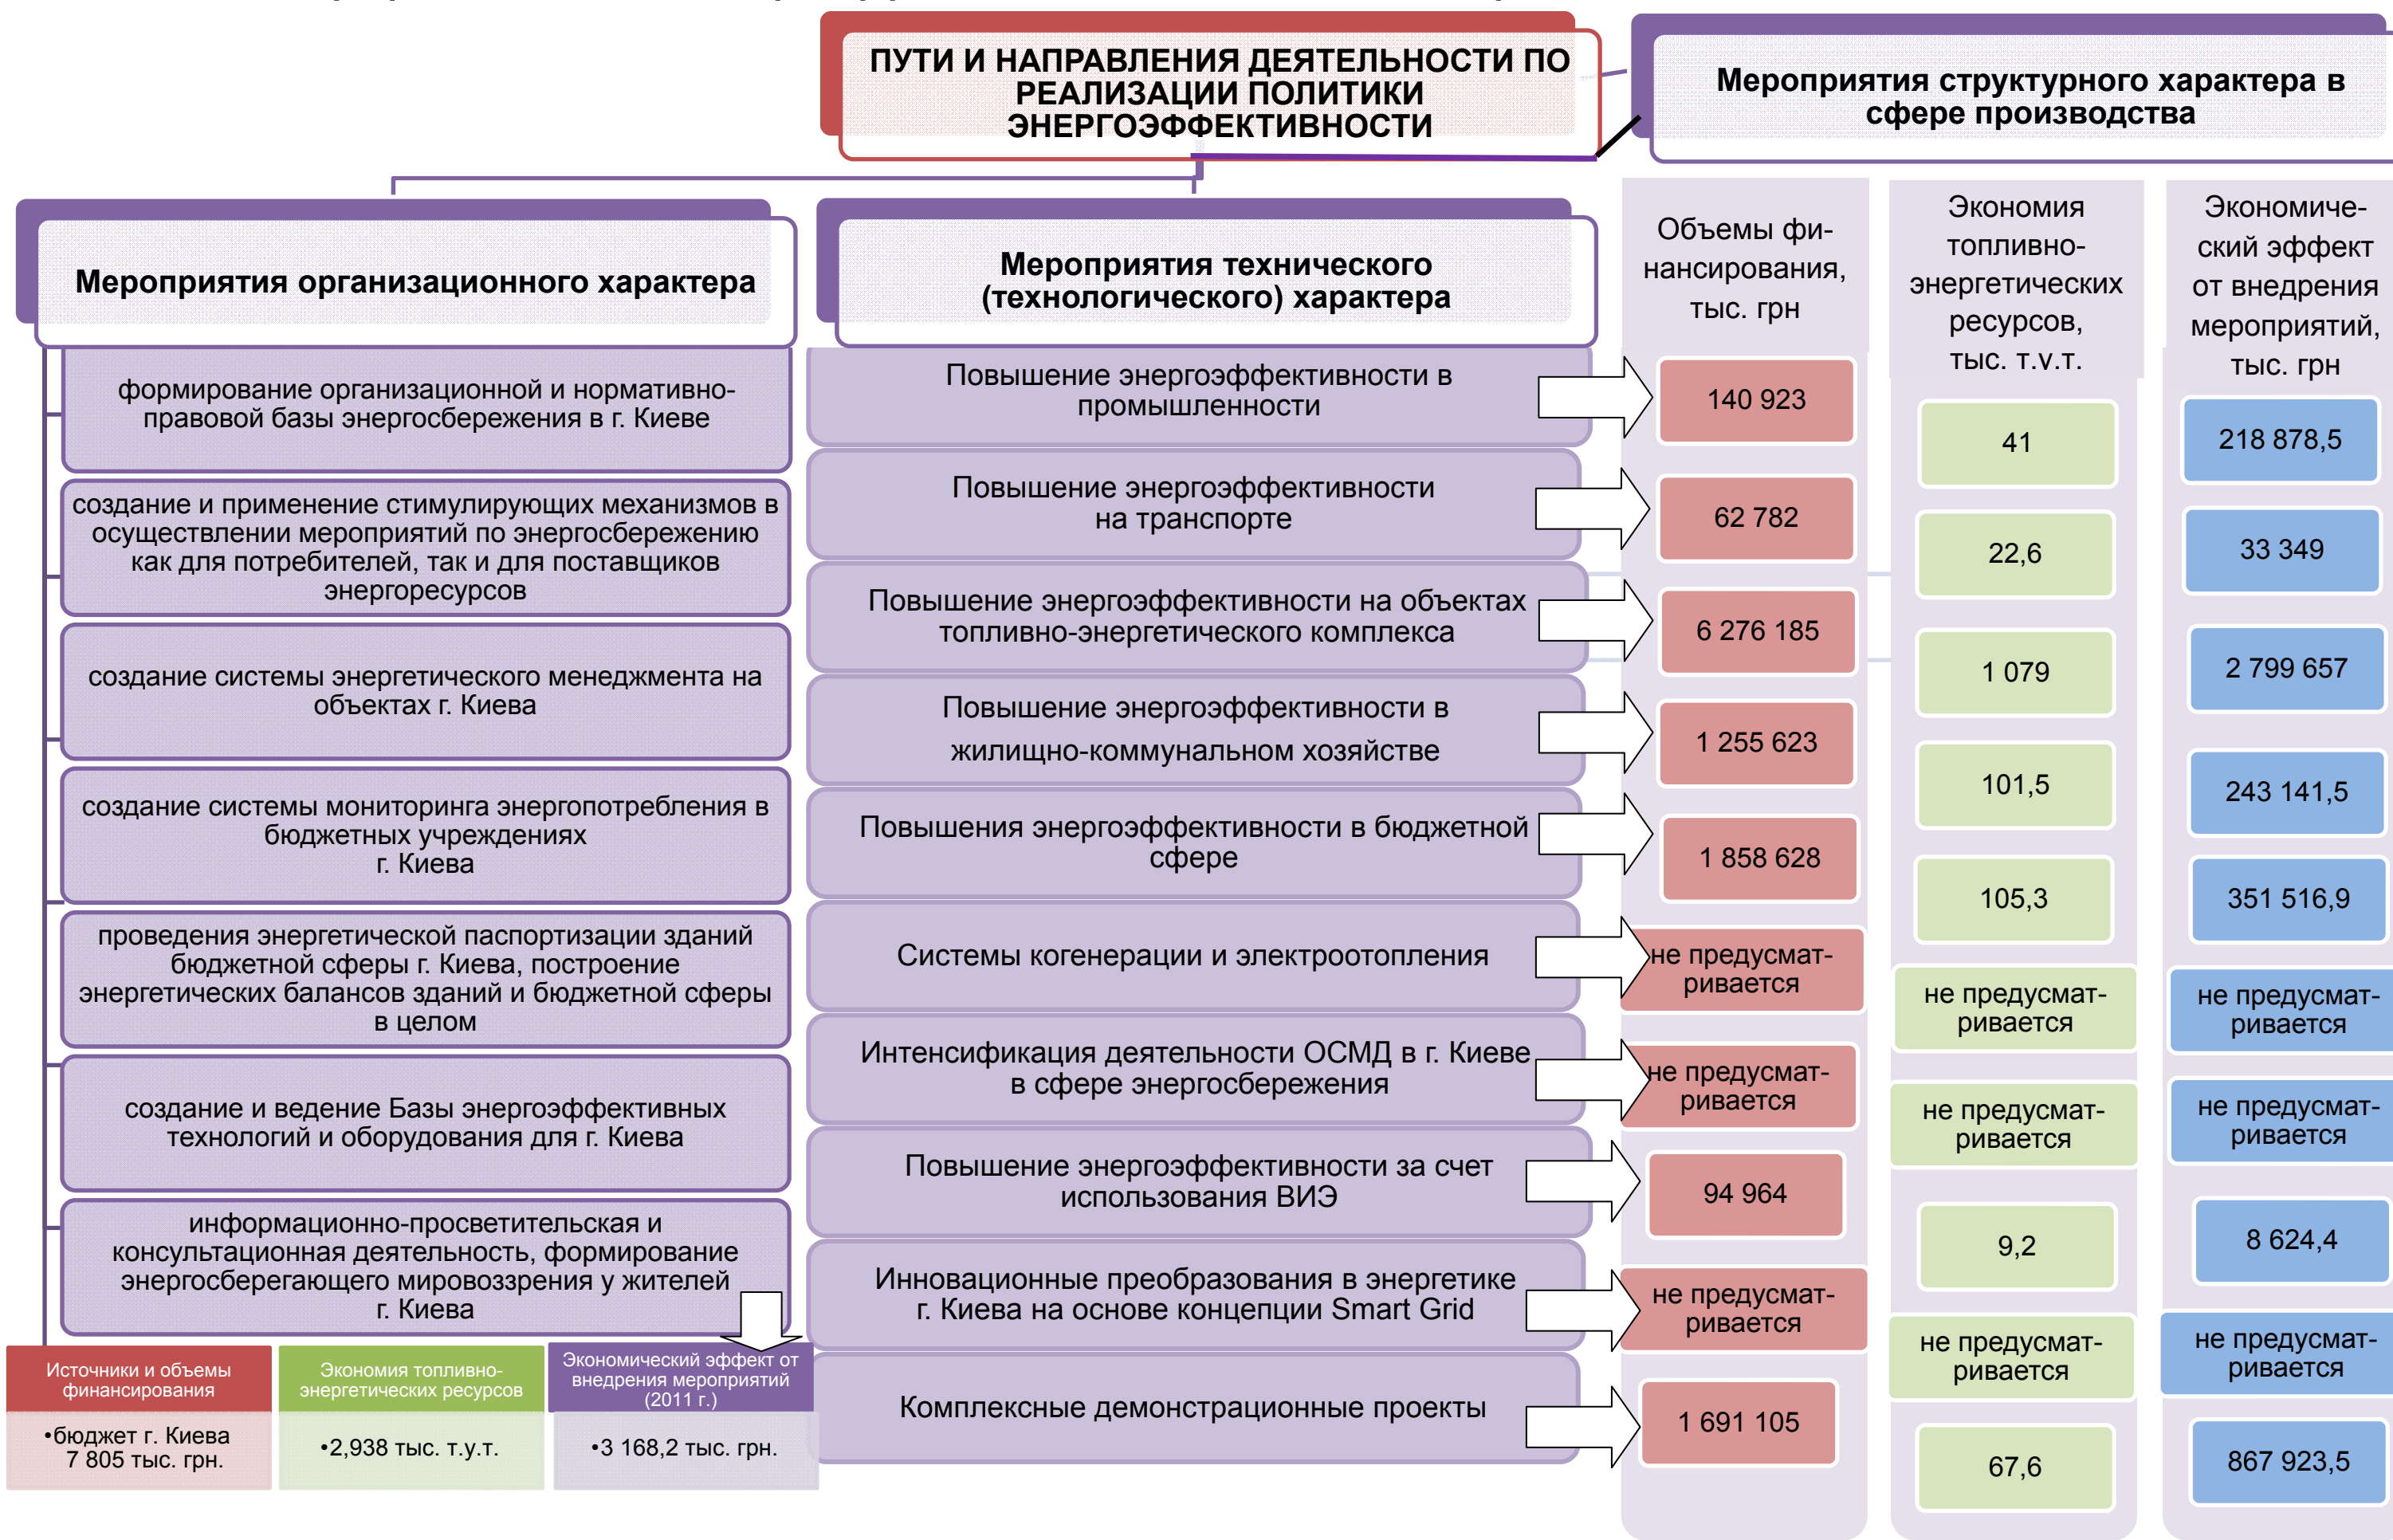 ПУТИ И НАПРАВЛЕНИЯ ДЕЯТЕЛЬНОСТИ ПО
РЕАЛИЗАЦИИ ПОЛИТИКИ
ЭНЕРГОЭФФЕКТИВНОСТИ
Мероприятия структурного характера в
сфере производства
Мероприятия организационного характера
формирование организационной и нормативно-
правовой базы энергосбережения в г. Киеве
создание и применение стимулирующих механизмов в
осуществлении мероприятий по энергосбережению
как для потребителей, так и для поставщиков
энергоресурсов
создание системы энергетического менеджмента на
объектах г. Киева
создание системы мониторинга энергопотребления в
бюджетных учреждениях
г. Киева
проведения энергетической паспортизации зданий
бюджетной сферы г. Киева, построение
энергетических балансов зданий и бюджетной сферы
в целом
создание и ведение Базы энергоэффективных
технологий и оборудования для г. Киева
информационно-просветительская и
консультационная деятельность, формирование
энергосберегающего мировоззрения у жителей
г. Киева
Источники и объемы
финансирования
•бюджет г. Киева
7 805 тыс. грн.
Экономия топливно-
энергетических ресурсов
•2,938 тыс. т.у.т.
Экономический эффект от
внедрения мероприятий
(2011 г.)
•3 168,2 тыс. грн.
Мероприятия технического
(технологического) характера
Повышение энергоэффективности в
промышленности
Повышение энергоэффективности
на транспорте
Повышение энергоэффективности на объектах
топливно-энергетического комплекса
Повышение энергоэффективности в
жилищно-коммунальном хозяйстве
Повышения энергоэффективности в бюджетной
сфере
Системы когенерации и электроотопления
Интенсификация деятельности ОСМД в г. Киеве
в сфере энергосбережения
Повышение энергоэффективности за счет
использования ВИЭ
Инновационные преобразования в энергетике
г. Киева на основе концепции Smart Grid
Комплексные демонстрационные проекты
Объемы фи-
нансирования,
тыс. грн
140 923
62 782
6 276 185
1 255 623
1 858 628
не предусмат-
ривается
не предусмат-
ривается
94 964
не предусмат-
ривается
1 691 105
Экономия
топливно-
энергетических
ресурсов,
тыс. т.у.т.
41
22,6
1 079
101,5
105,3
не предусмат-
ривается
не предусмат-
ривается
9,2
не предусмат-
ривается
67,6
Экономиче-
ский эффект
от внедрения
мероприятий,
тыс. грн
218 878,5
33 349
2 799 657
243 141,5
351 516,9
не предусмат-
ривается
не предусмат-
ривается
8 624,4
не предусмат-
ривается
867 923,5